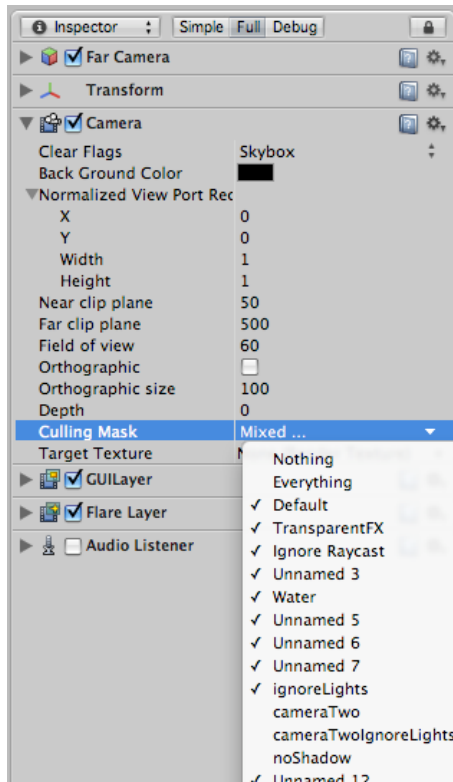 Inspector Simple Full Debug
Far Camera
Transform
Camera
Clear Flags Skybox
Back Ground Color
Normalized View Port Rec
X 0
Y 0
Width 1
Height 1
Near clip plane 50
Far clip plane 500
Field of view 60
Orthographic
Orthographic size 100
Depth 0
Culling Mask Mixed ...
Target Texture
Nothing
GUILayer
Everything
Default
Flare Layer
TransparentFX
Audio Listener
Ignore Raycast
Unnamed 3
Water
Unnamed 5
Unnamed 6
Unnamed 7
ignoreLights
cameraTwo
cameraTwoIgnoreLights
noShadow
Unnamed 12